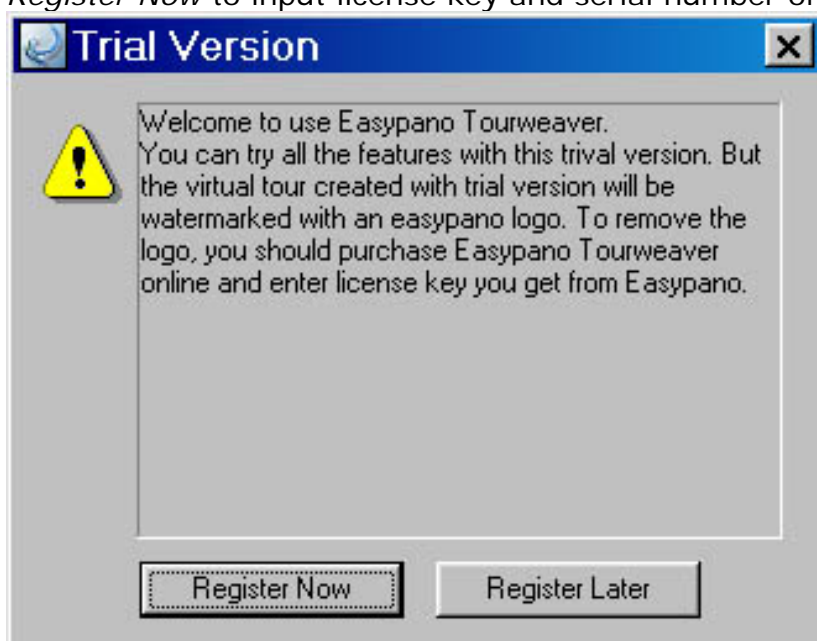 Register Now to input license key and serial number or
Trial Version
Welcome to use Easypano Tourweaver.
You can try all the features with this trival version. But
the virtual tour created with trial version will be
watermarked with an easypano logo. To remove the
logo, you should purchase Easypano Tourweaver
online and enter license key you get from Easypano.
Register Now
Register Later